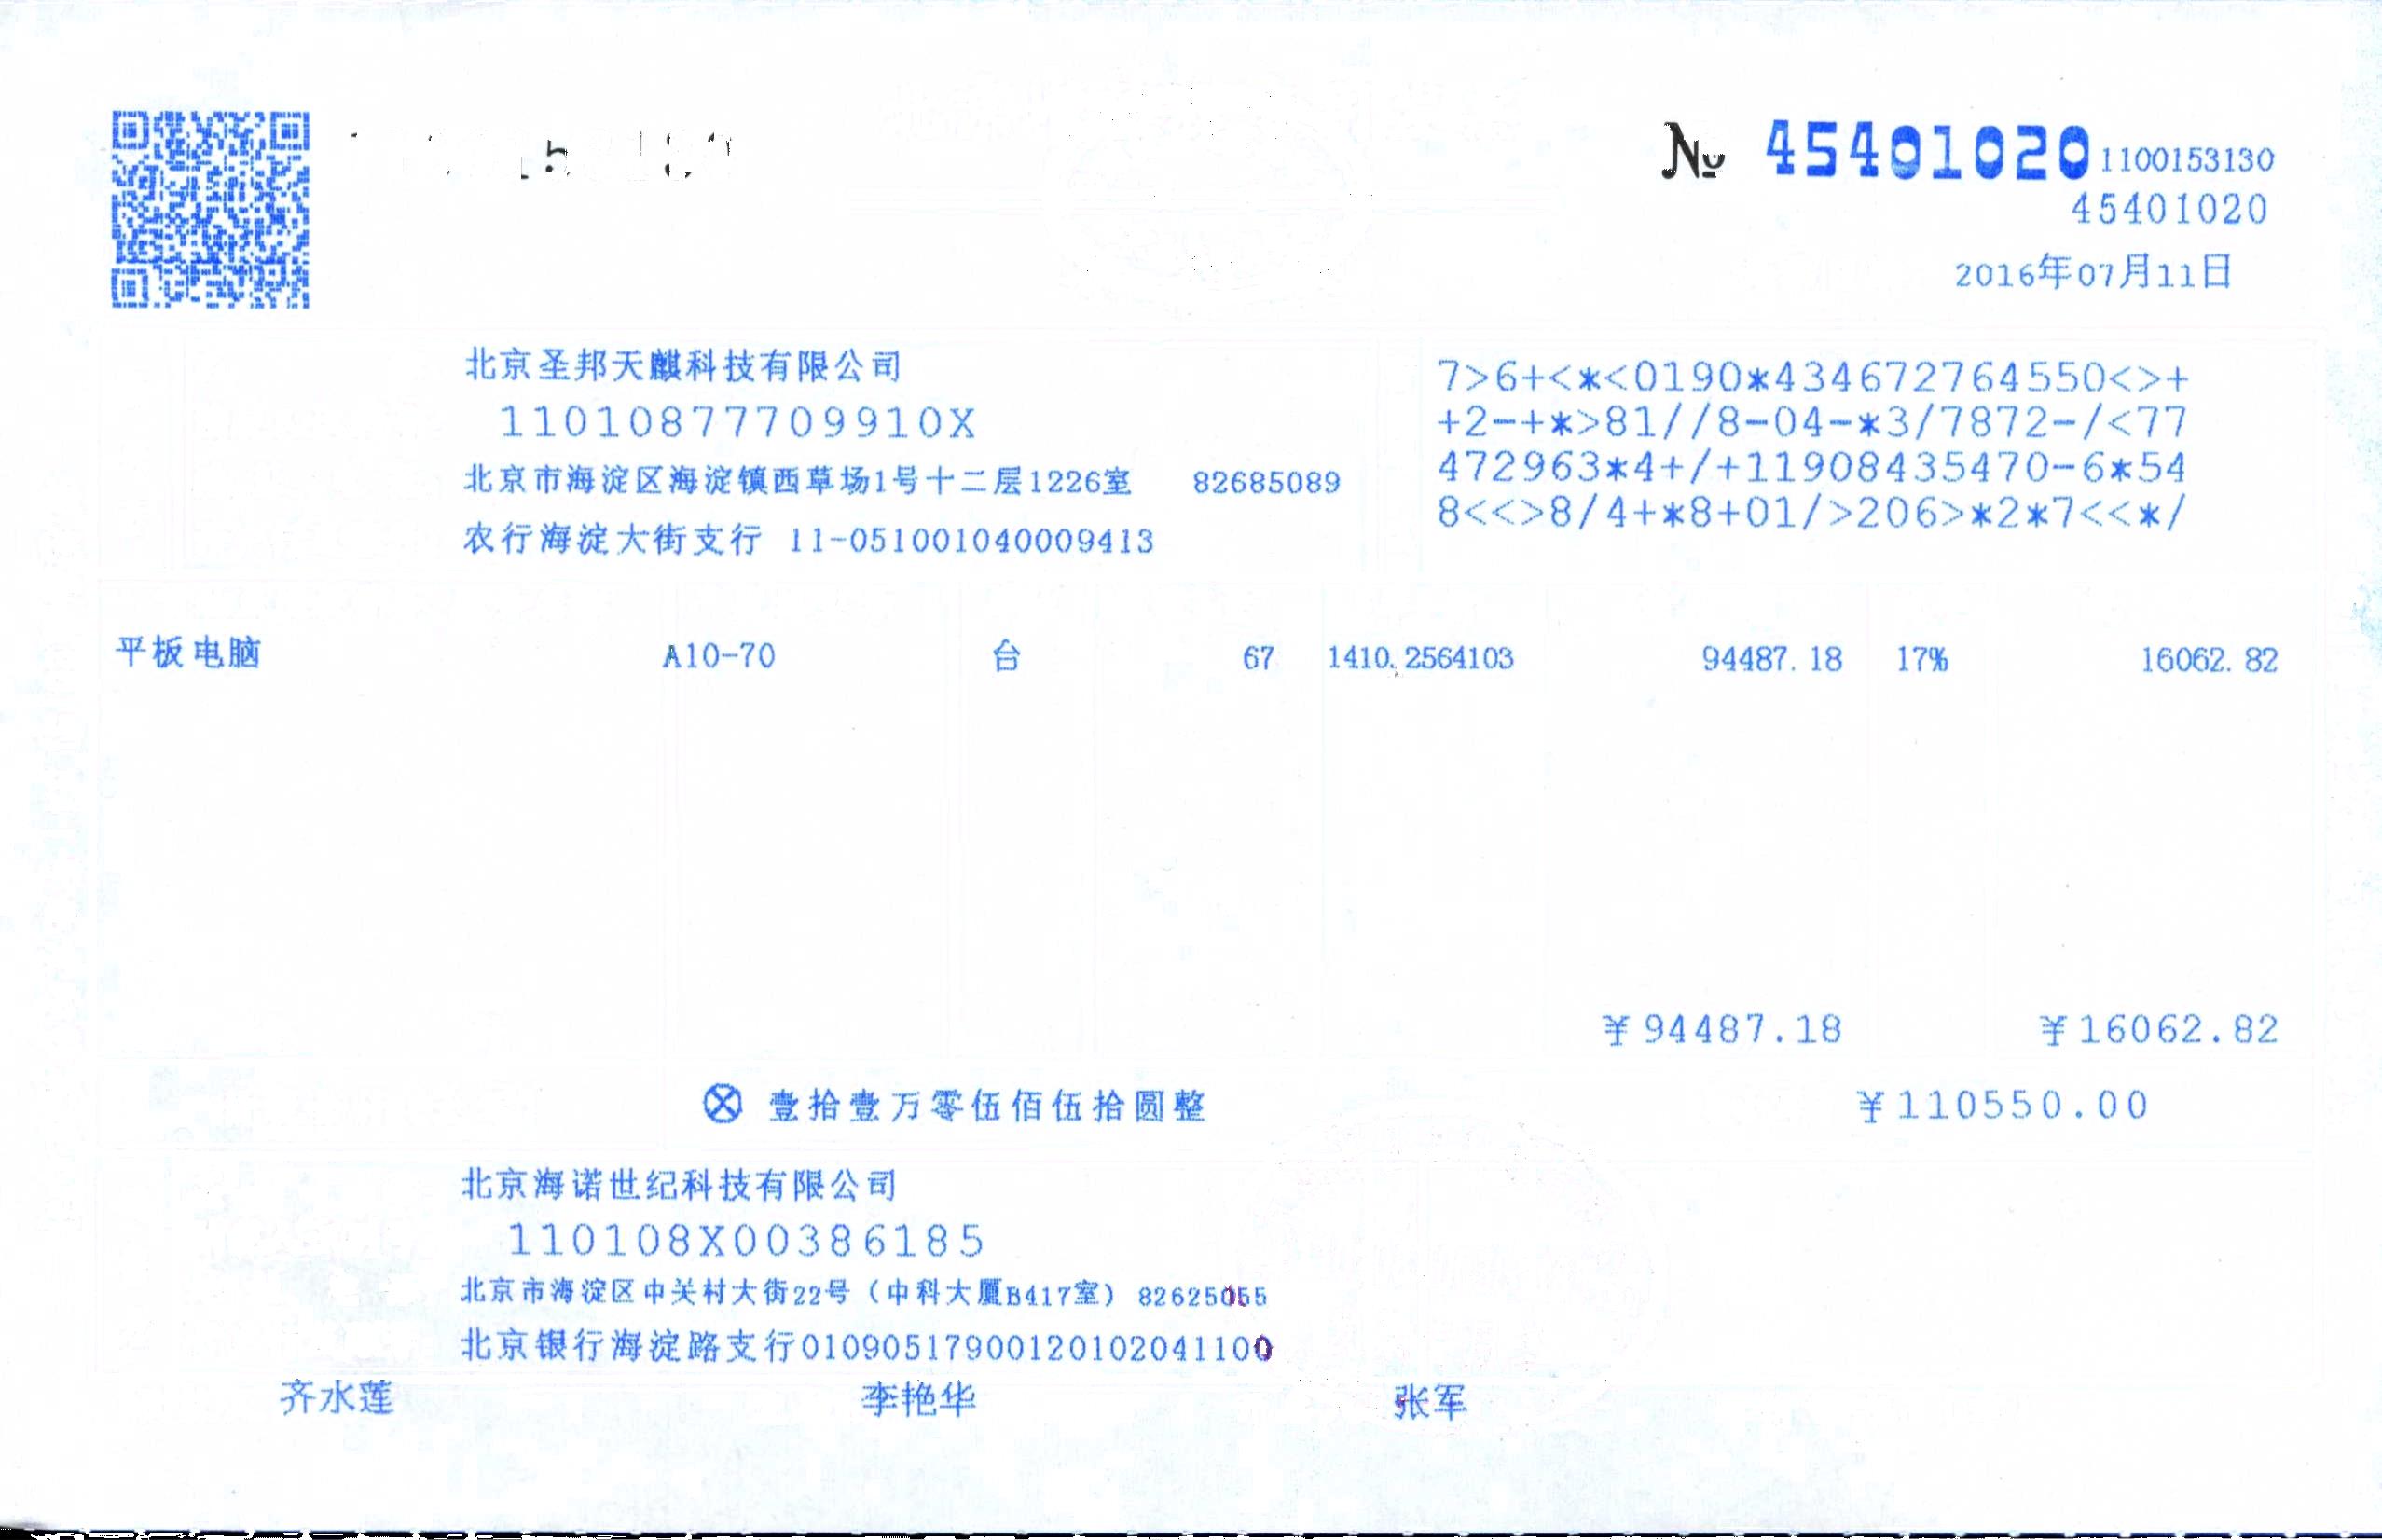 № 45401020 1100153130
45401020
2016年07月11日
北京圣邦天麒科技有限公司
11010877709910X
北京市海淀区海淀镇西草场1号十二层1226室 82685089
农行海淀大街支行 11-051001040009413
7>6+<*<0190*434672764550<>+
+2-+*>81//8-04-*3/7872-/<77
472963*4+/+11908435470-6*54
8<<>8/4+*8+01/>206>*2*7<<*/
平板电脑 A10-70 台 67 1410.2564103 94487.18 17% 16062.82
¥94487.18 ¥16062.82
ⓧ 壹拾壹万零伍佰伍拾圆整 ¥110550.00
北京海诺世纪科技有限公司
110108X00386185
北京市海淀区中关村大街22号（中科大厦B417室） 82625055
北京银行海淀路支行01090517900120102041100
齐水莲 李艳华 张军